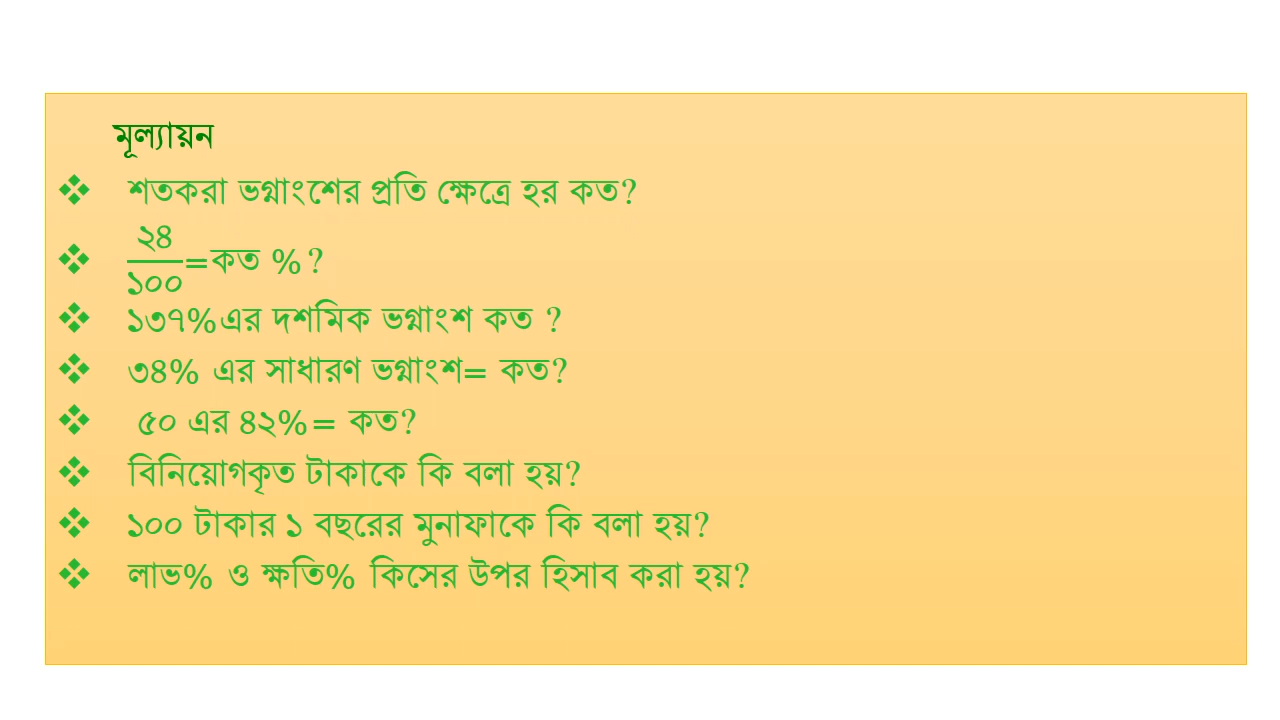 মূল্যায়ন
❖ শতকরা ভগ্নাংশের প্রতি ক্ষেত্রে হর কত?
❖ ২৪/১০০=কত %?
❖ ১৩৭%এর দশমিক ভগ্নাংশ কত ?
❖ ৩৪% এর সাধারণ ভগ্নাংশ= কত?
❖ ৫০ এর ৪২%= কত?
❖ বিনিয়োগকৃত টাকাকে কি বলা হয়?
❖ ১০০ টাকার ১ বছরের মুনাফাকে কি বলা হয়?
❖ লাভ% ও ক্ষতি% কিসের উপর হিসাব করা হয়?